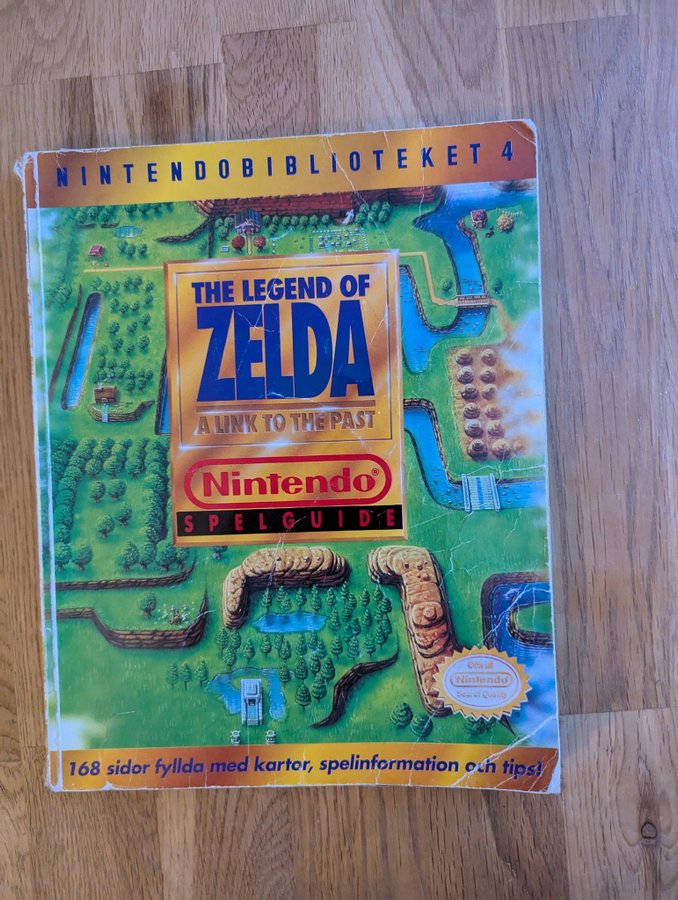 NINTENDOBIBLIOTEKET 4
THE LEGEND OF
ZELDA
A LINK TO THE PAST
Nintendo®
SPELGUIDE
Official
Nintendo
Seal of Quality
168 sidor fyllda med kartor, spelinformation och tips!